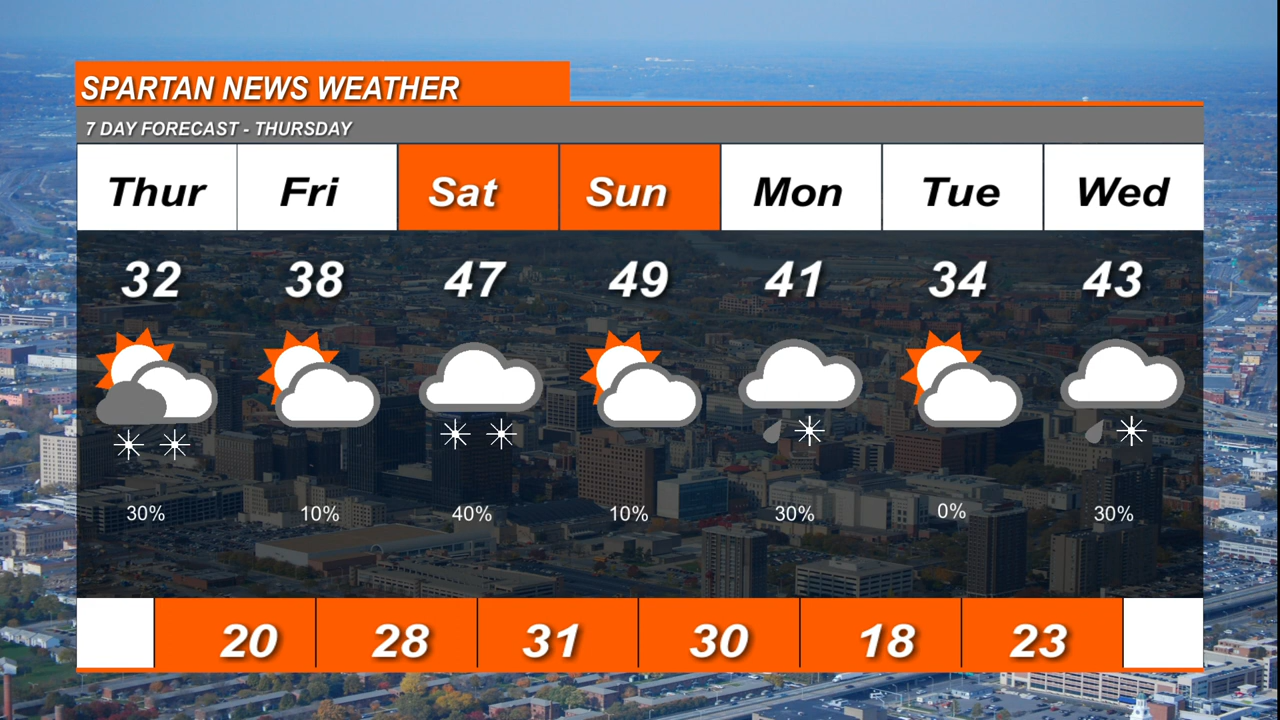 SPARTAN NEWS WEATHER
7 DAY FORECAST - THURSDAY
Thur Fri Sat Sun Mon Tue Wed
32 38 47 49 41 34 43
30% 10% 40% 10% 30% 0% 30%
20 28 31 30 18 23